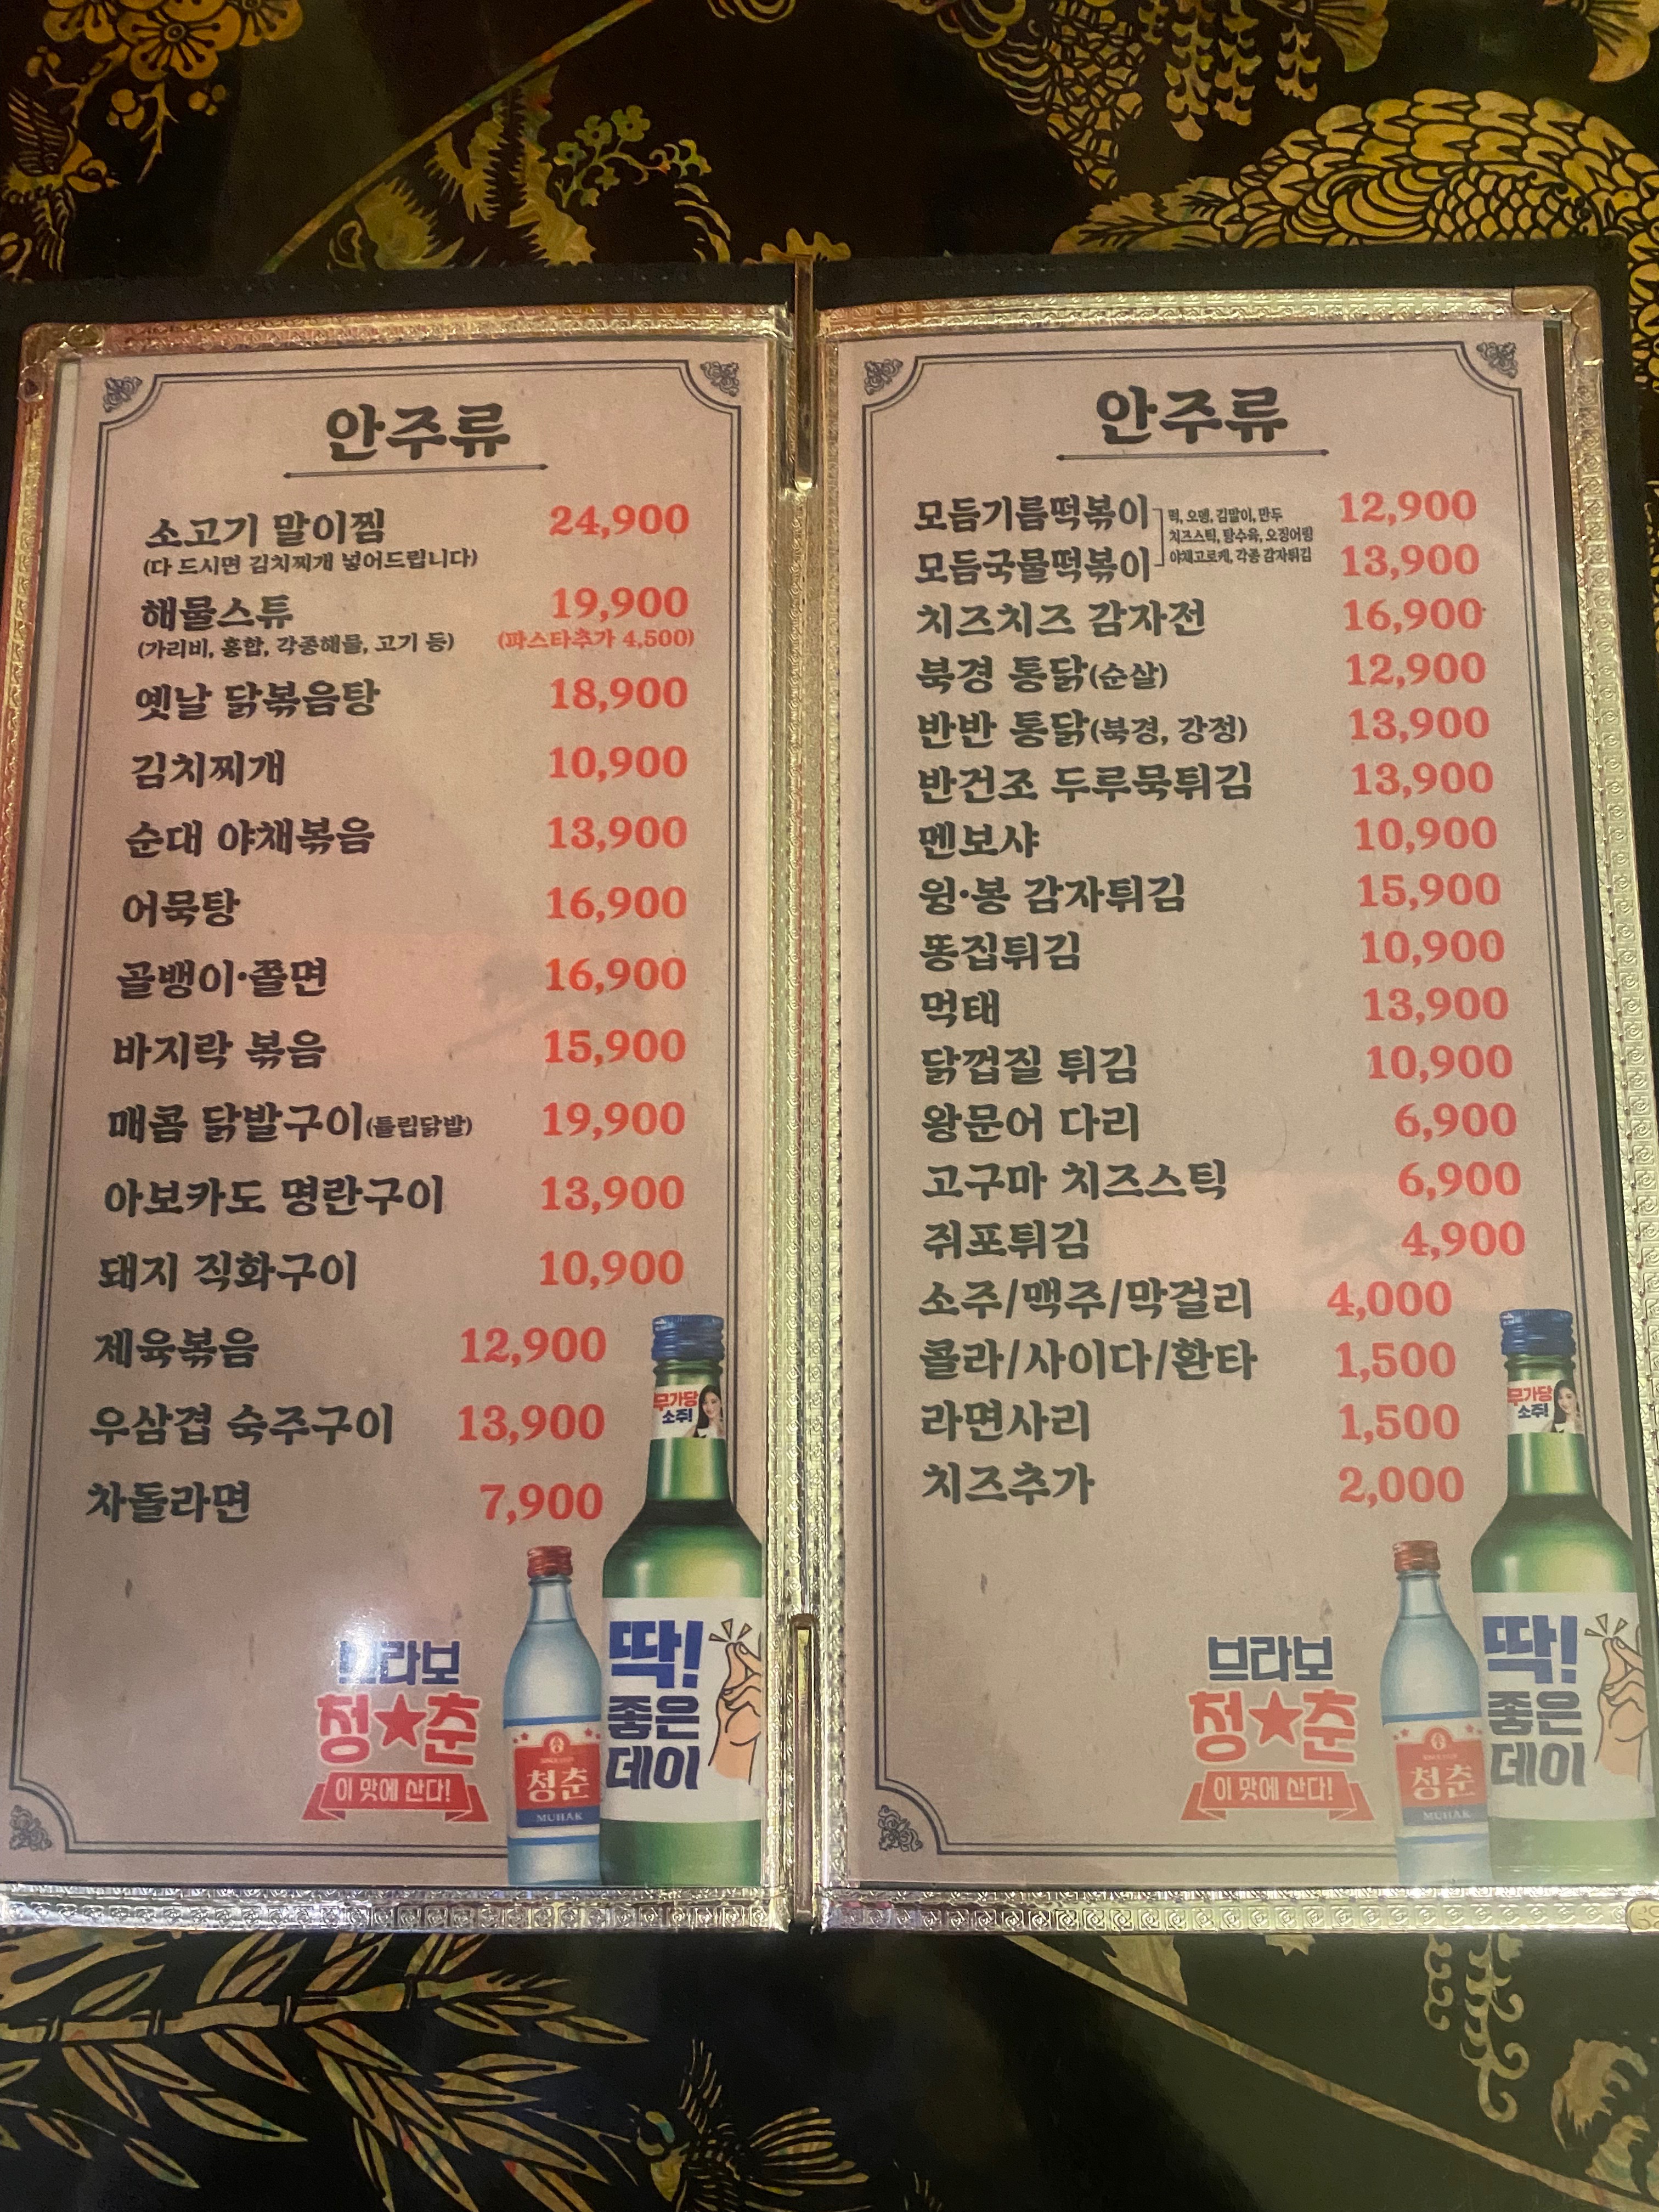 안주류
소고기 말이찜 24,900
(다 드시면 김치찌개 넣어드립니다)
해물스튜 19,900
(가리비, 홍합, 각종해물, 고기 등) (파스타추가 4,500)
옛날 닭볶음탕 18,900
김치찌개 10,900
순대 야채볶음 13,900
어묵탕 16,900
골뱅이·쫄면 16,900
바지락 볶음 15,900
매콤 닭발구이(튤립닭발) 19,900
아보카도 명란구이 13,900
돼지 직화구이 10,900
제육볶음 12,900
우삼겹 숙주구이 13,900
차돌라면 7,900
무가당
소주!
브라보
청★춘
이 맛에 산다!
청춘
MUHAK
딱!
좋은
데이
안주류
모듬기름떡볶이 12,900
모듬국물떡볶이 13,900
떡, 오뎅, 김말이, 만두
치즈스틱, 탕수육, 오징어링
야채고로케, 각종 감자튀김
치즈치즈 감자전 16,900
북경 통닭(순살) 12,900
반반 통닭(북경, 강정) 13,900
반건조 두루묵튀김 13,900
멘보샤 10,900
윙·봉 감자튀김 15,900
똥집튀김 10,900
먹태 13,900
닭껍질 튀김 10,900
왕문어 다리 6,900
고구마 치즈스틱 6,900
쥐포튀김 4,900
소주/맥주/막걸리 4,000
콜라/사이다/환타 1,500
라면사리 1,500
치즈추가 2,000
무가당
소주!
브라보
청★춘
이 맛에 산다!
청춘
MUHAK
딱!
좋은
데이